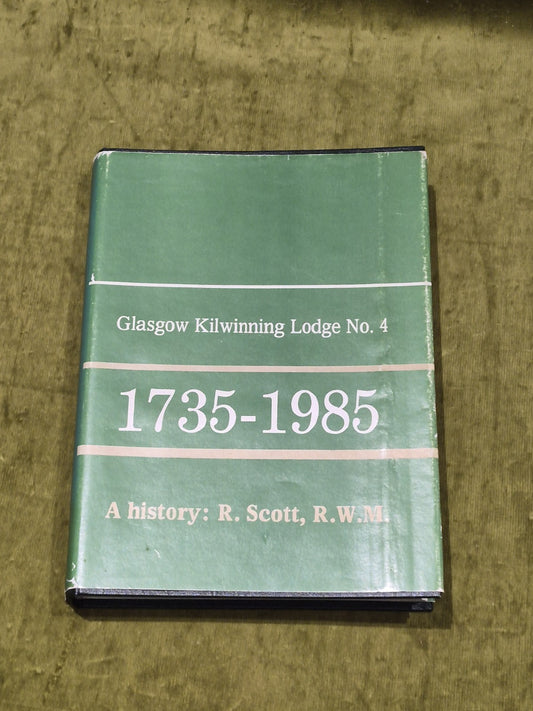 Glasgow Kilwinning Lodge No. 4
1735-1985
A history: R. Scott, R.W.M.